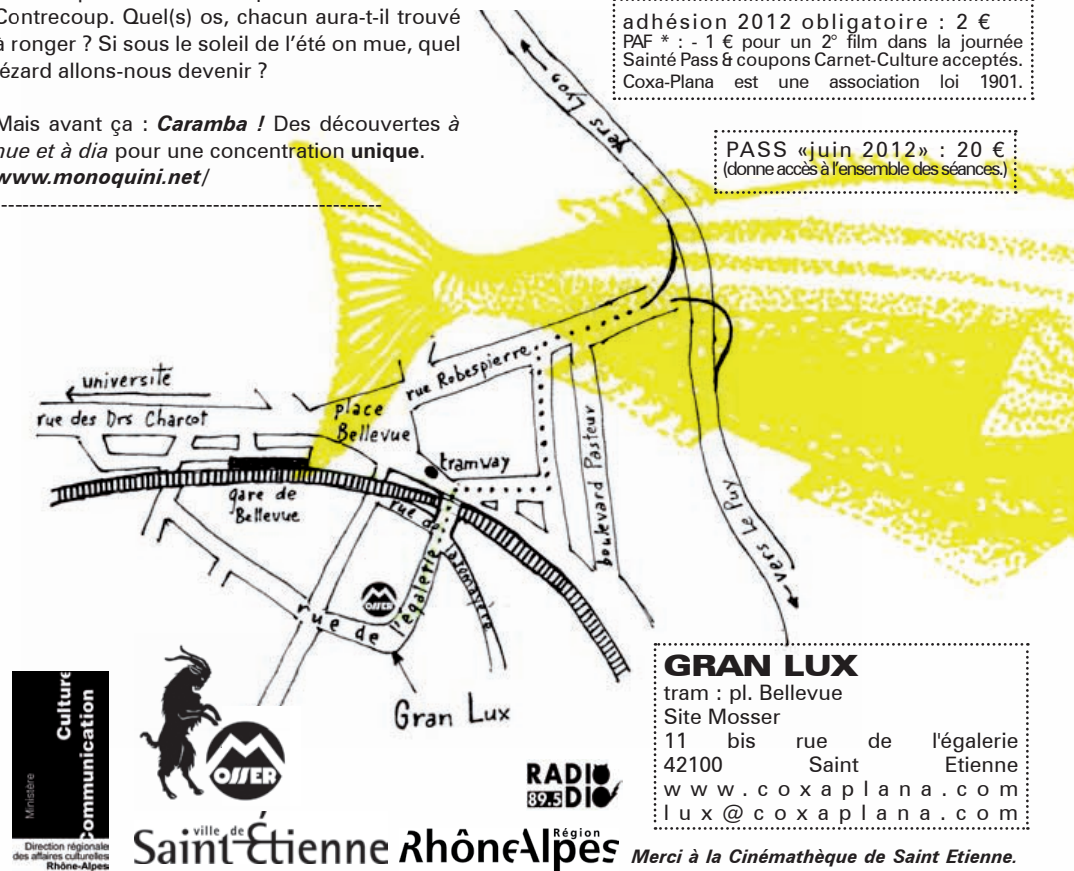 Contrecoup. Quel(s) os, chacun aura-t-il trouvé
à ronger ? Si sous le soleil de l'été on mue, quel
lézard allons-nous devenir ?
Mais avant ça : Caramba ! Des découvertes à
hue et à dia pour une concentration unique.
www.monoquini.net/
adhésion 2012 obligatoire : 2 €
PAF * : - 1 € pour un 2° film dans la journée
Sainté Pass & coupons Carnet-Culture acceptés.
Coxa-Plana est une association loi 1901.
PASS «juin 2012» : 20 €
(donne accès à l'ensemble des séances.)
vers Lyon
université
rue des Drs Charcot
place
Bellevue
rue Robespierre
tramway
boulevard Pasteur
vers Le Puy
gare de
Bellevue
rue de
rue de l'égalerie
Gran Lux
MOSSER
GRAN LUX
tram : pl. Bellevue
Site Mosser
11 bis rue de l'égalerie
42100 Saint Etienne
www.coxaplana.com
lux@coxaplana.com
Ministère
Culture
Communication
Direction régionale
des affaires culturelles
Rhône-Alpes
MOSSER
ville de
Saint-Étienne
RADIO
89.5 DIO
Rhône-Alpes Région
Merci à la Cinémathèque de Saint Etienne.